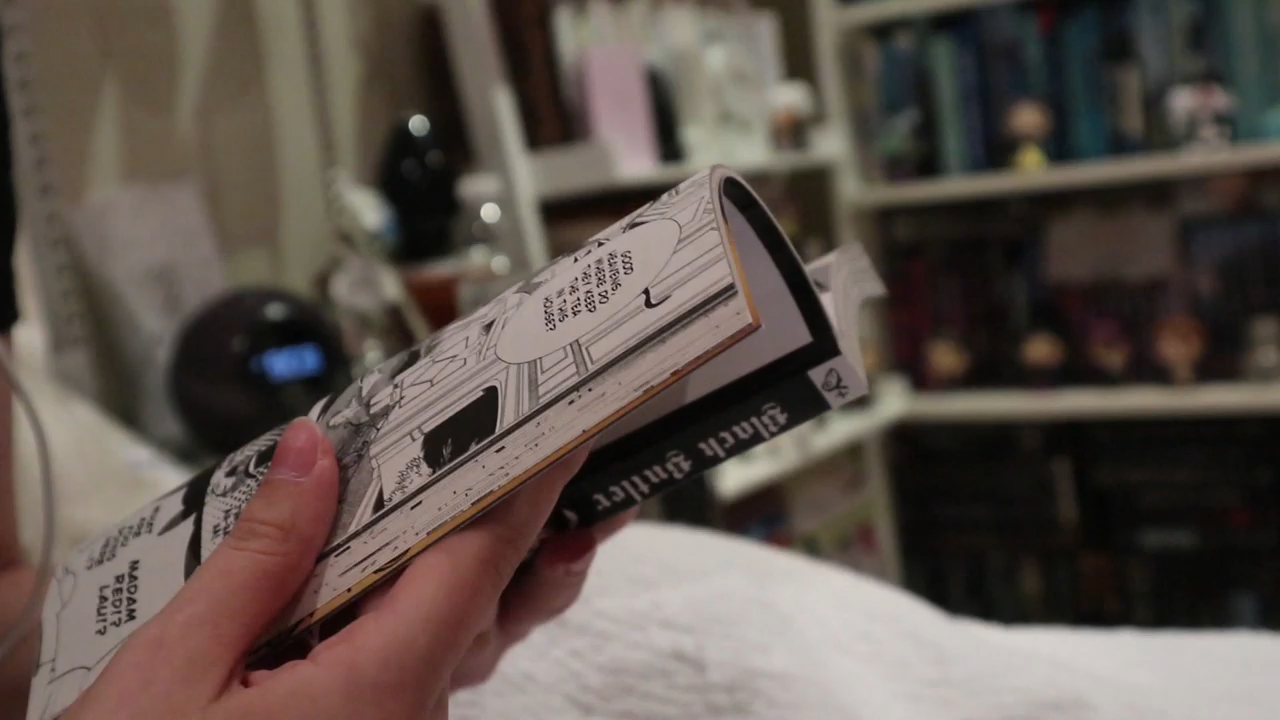 GOOD
HEAVENS,
WHERE DO
THEY KEEP
THE TEA
IN THIS
HOUSE?
MADAM
RED!?
LAU!?
Black Butler